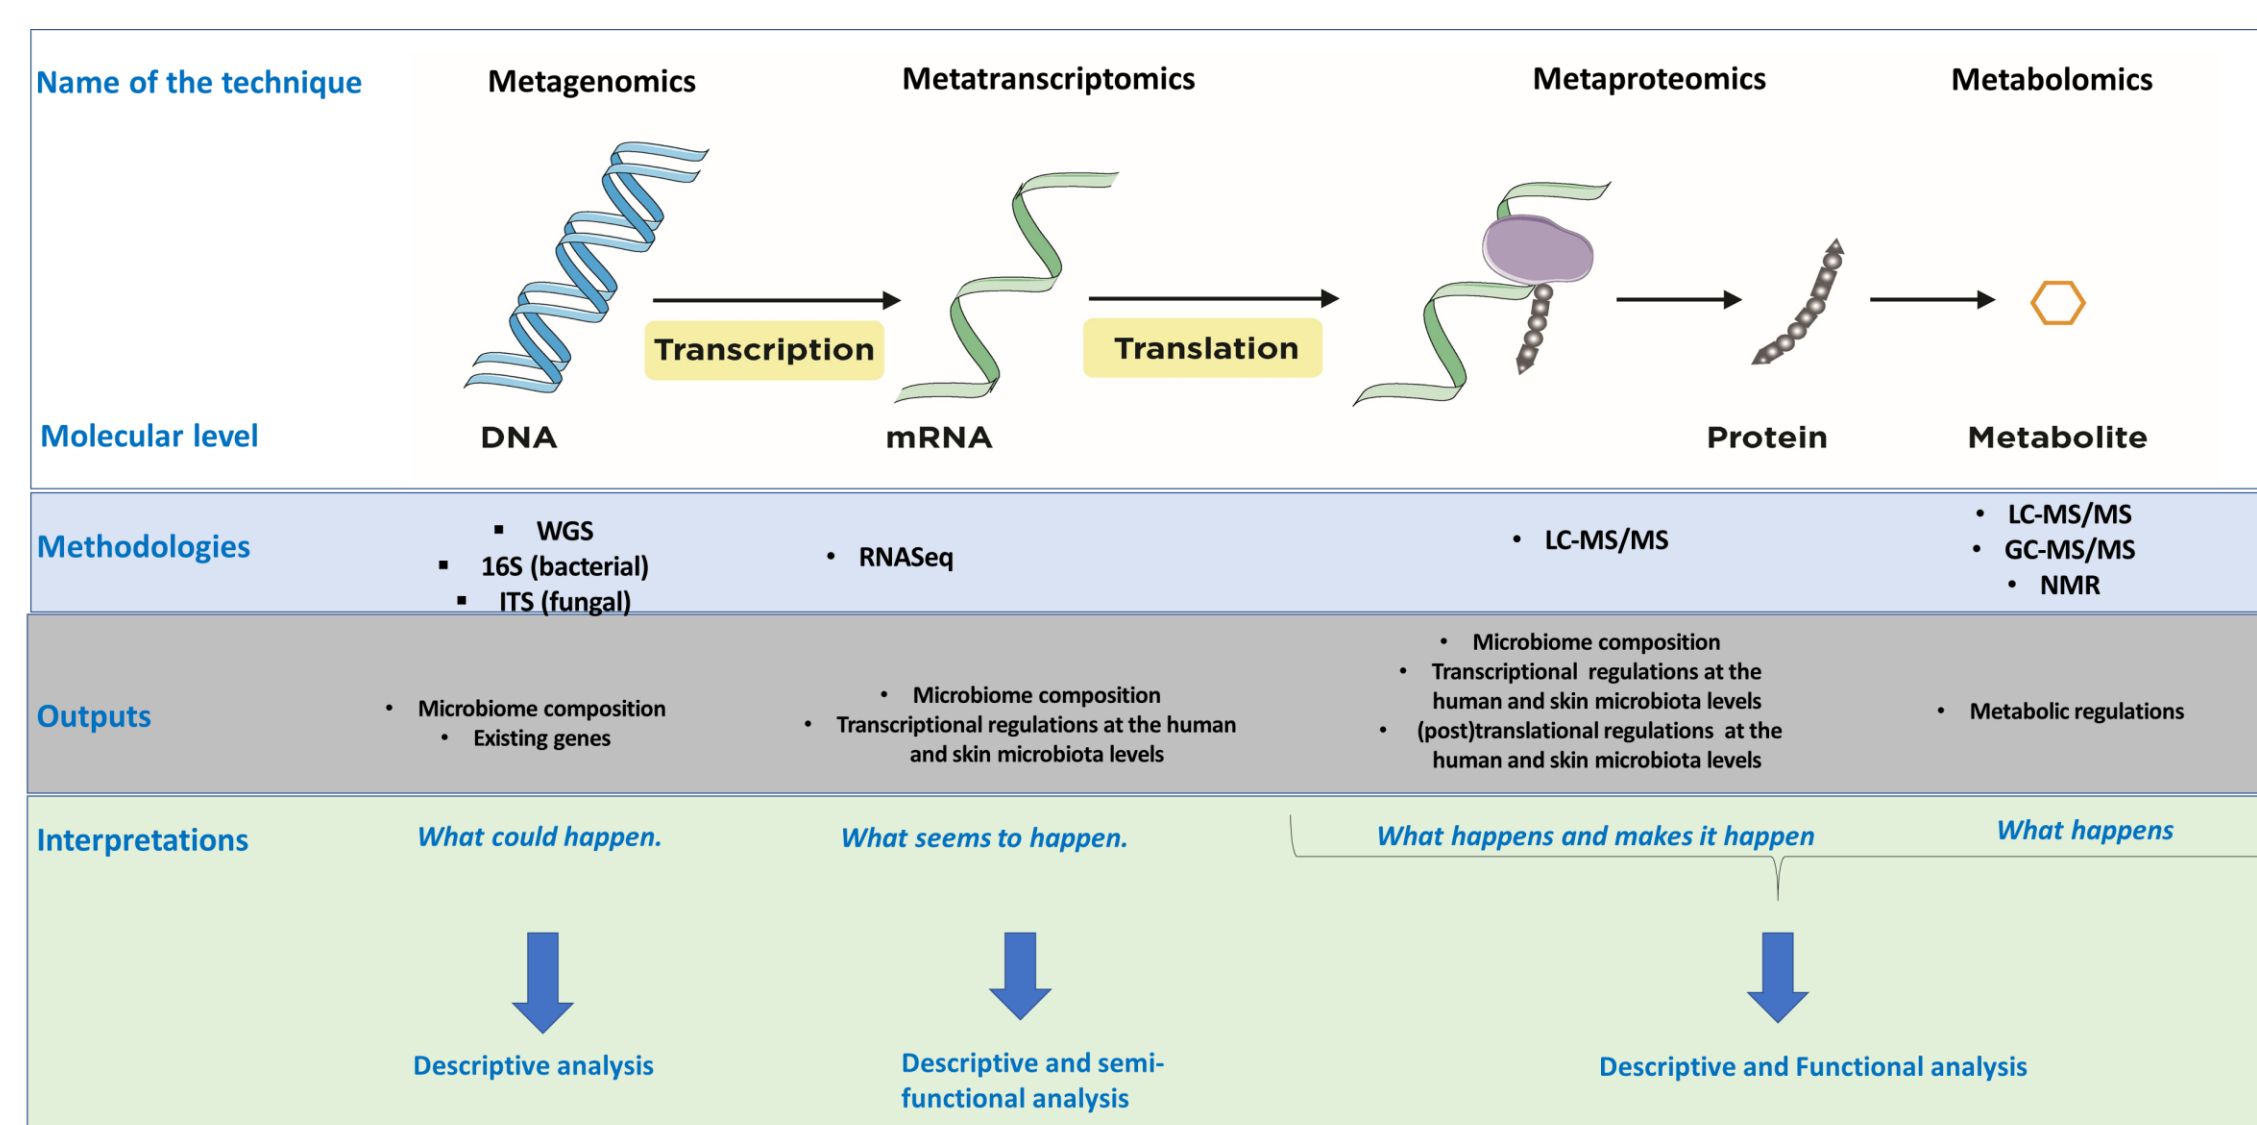 Name of the technique
Metagenomics
Metatranscriptomics
Metaproteomics
Metabolomics
Transcription
Translation
Molecular level
DNA
mRNA
Protein
Metabolite
Methodologies
▪ WGS
▪ 16S (bacterial)
▪ ITS (fungal)
• RNASeq
• LC-MS/MS
• LC-MS/MS
• GC-MS/MS
• NMR
Outputs
• Microbiome composition
• Existing genes
• Microbiome composition
• Transcriptional regulations at the human
and skin microbiota levels
• Microbiome composition
• Transcriptional regulations at the
human and skin microbiota levels
• (post)translational regulations at the
human and skin microbiota levels
• Metabolic regulations
Interpretations
What could happen.
What seems to happen.
What happens and makes it happen
What happens
Descriptive analysis
Descriptive and semi-
functional analysis
Descriptive and Functional analysis